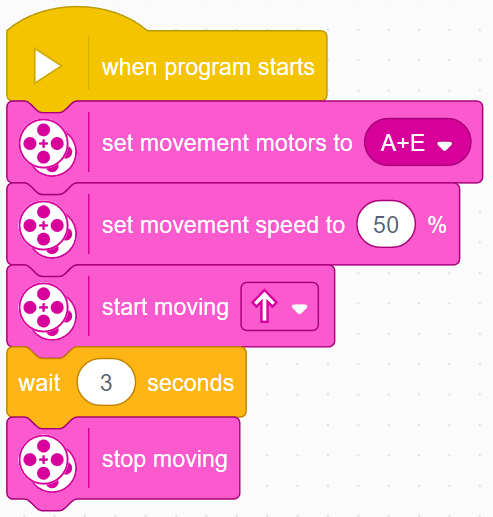 when program starts
set movement motors to A+E
set movement speed to 50 %
start moving
wait 3 seconds
stop moving